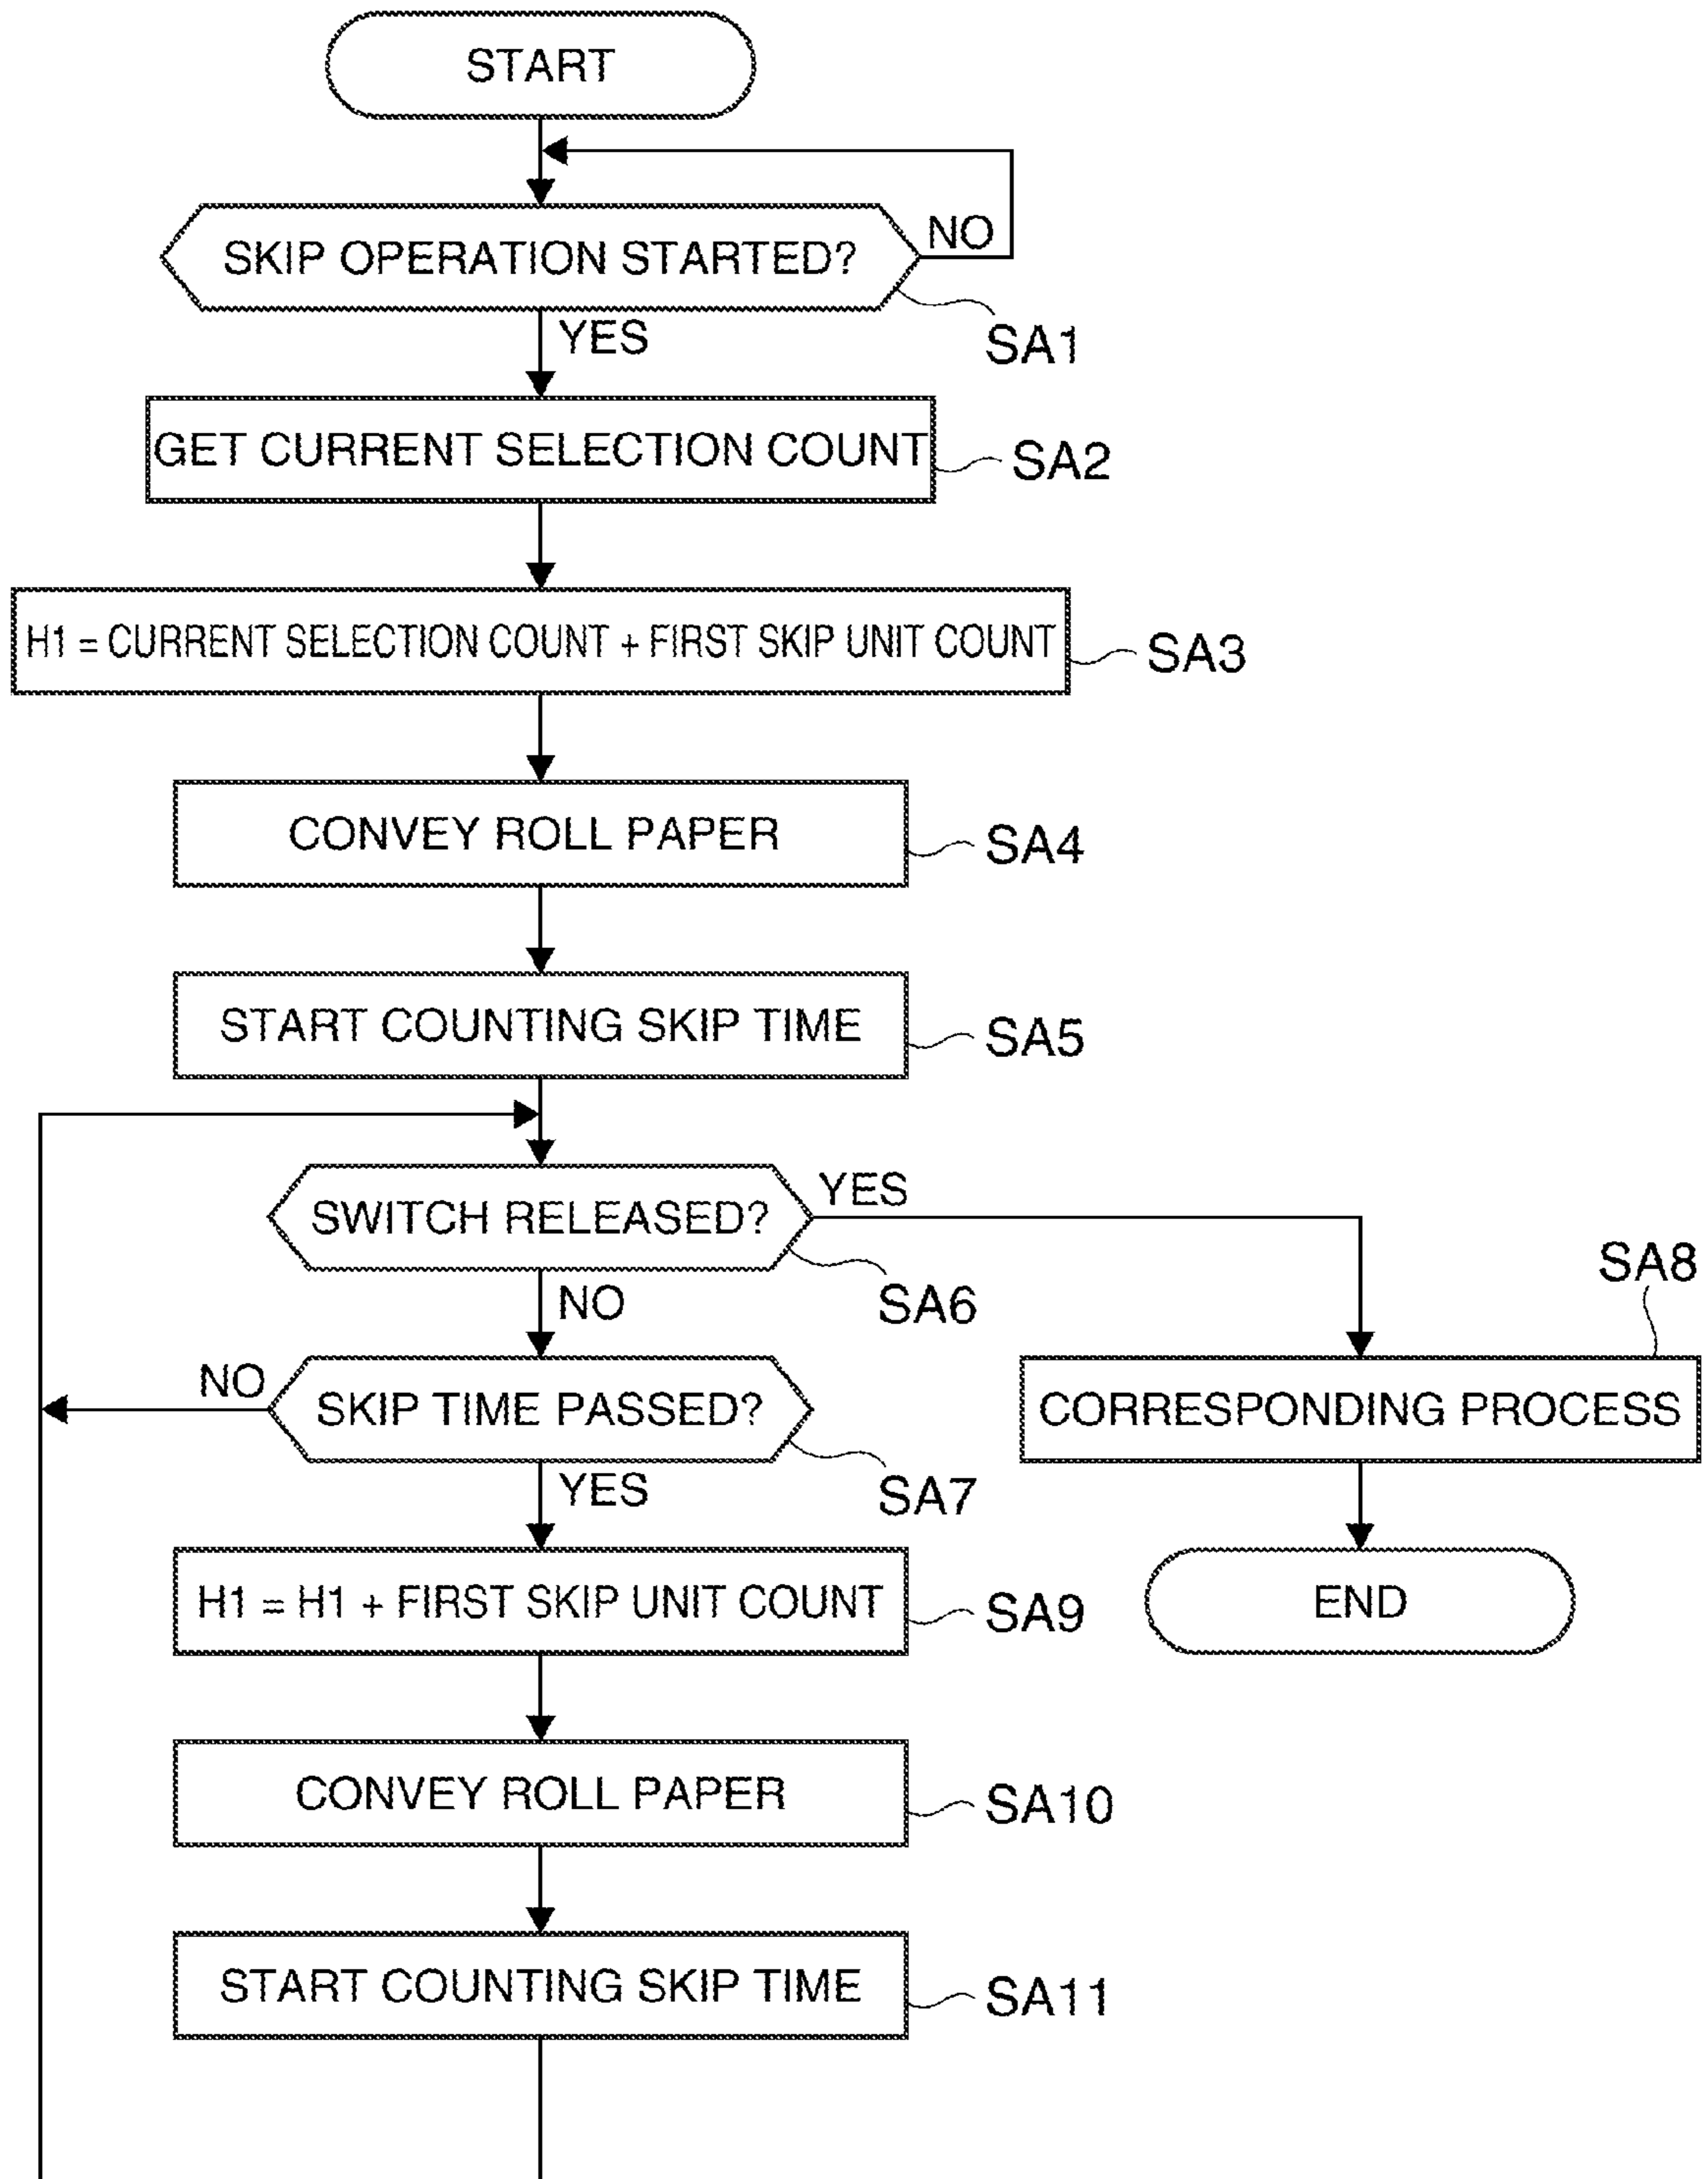 START
NO
SKIP OPERATION STARTED?
SA1
YES
GET CURRENT SELECTION COUNT
SA2
H1 = CURRENT SELECTION COUNT + FIRST SKIP UNIT COUNT
SA3
CONVEY ROLL PAPER
SA4
START COUNTING SKIP TIME
SA5
SWITCH RELEASED?
YES
SA6
NO
SA8
NO
SKIP TIME PASSED?
CORRESPONDING PROCESS
YES
SA7
H1 = H1 + FIRST SKIP UNIT COUNT
SA9
END
CONVEY ROLL PAPER
SA10
START COUNTING SKIP TIME
SA11